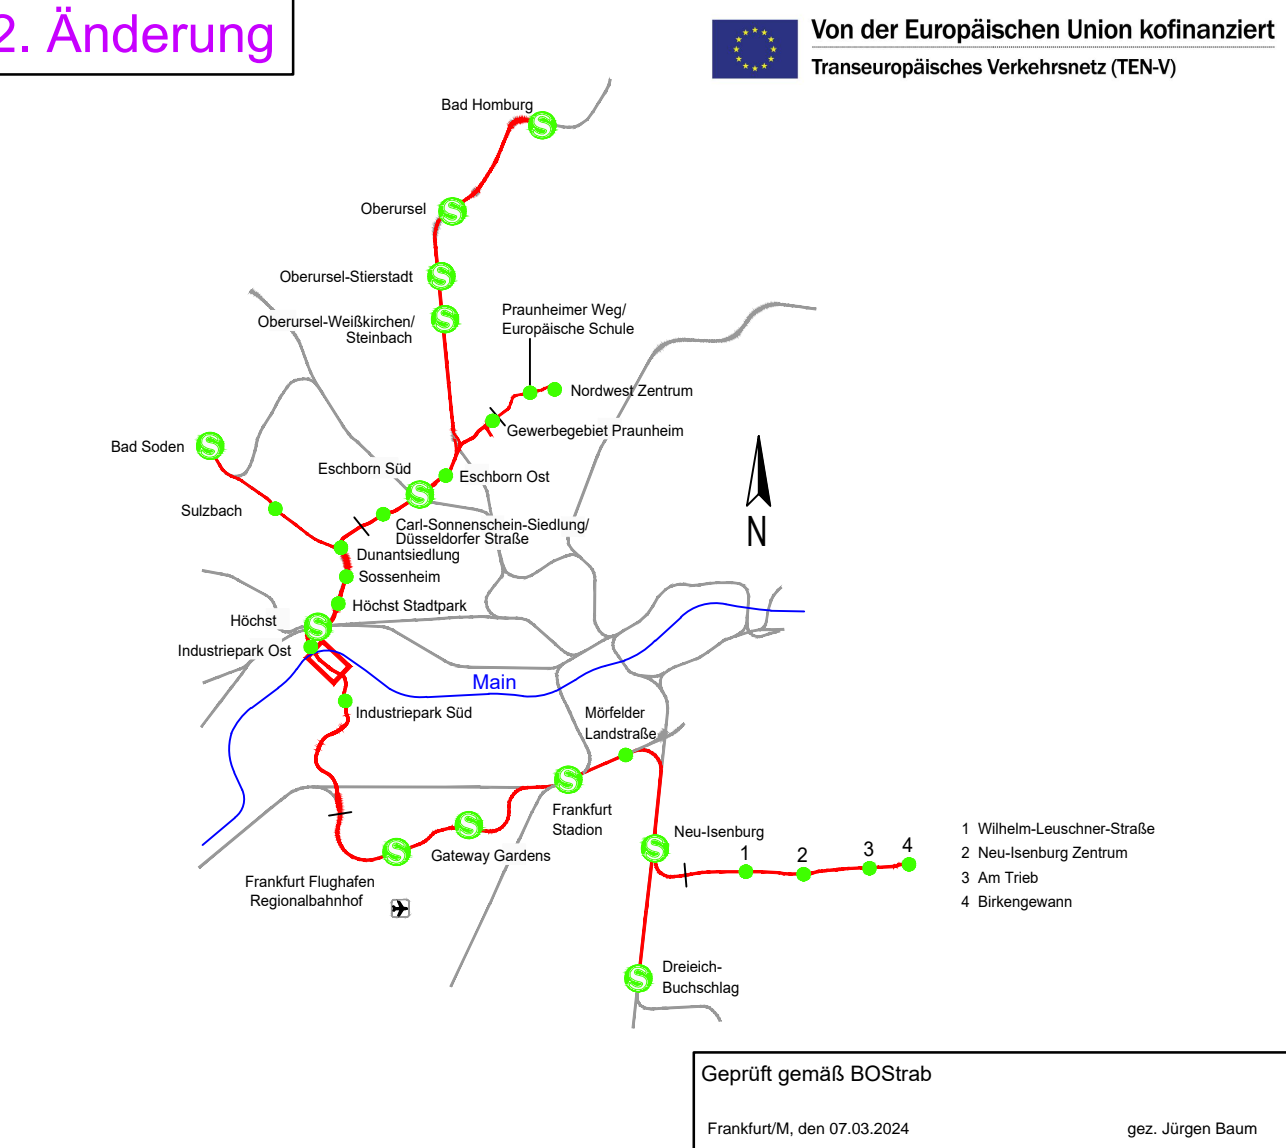 2. Änderung
Von der Europäischen Union kofinanziert
Transeuropäisches Verkehrsnetz (TEN-V)
Bad Homburg
Oberursel
Oberursel-Stierstadt
Oberursel-Weißkirchen/
Steinbach
Praunheimer Weg/
Europäische Schule
Nordwest Zentrum
Gewerbegebiet Praunheim
Bad Soden
Eschborn Süd
Eschborn Ost
Sulzbach
Carl-Sonnenschein-Siedlung/
Düsseldorfer Straße
Dunantsiedlung
Sossenheim
Höchst Stadtpark
Höchst
Industriepark Ost
Industriepark Süd
Main
N
Mörfelder
Landstraße
Frankfurt
Stadion
Gateway Gardens
Frankfurt Flughafen
Regionalbahnhof
Neu-Isenburg
1
2
3
4
1 Wilhelm-Leuschner-Straße
2 Neu-Isenburg Zentrum
3 Am Trieb
4 Birkengewann
Dreieich-
Buchschlag
S
S
S
S
S
S
S
S
S
S
S
S
Geprüft gemäß BOStrab
Frankfurt/M, den 07.03.2024 gez. Jürgen Baum